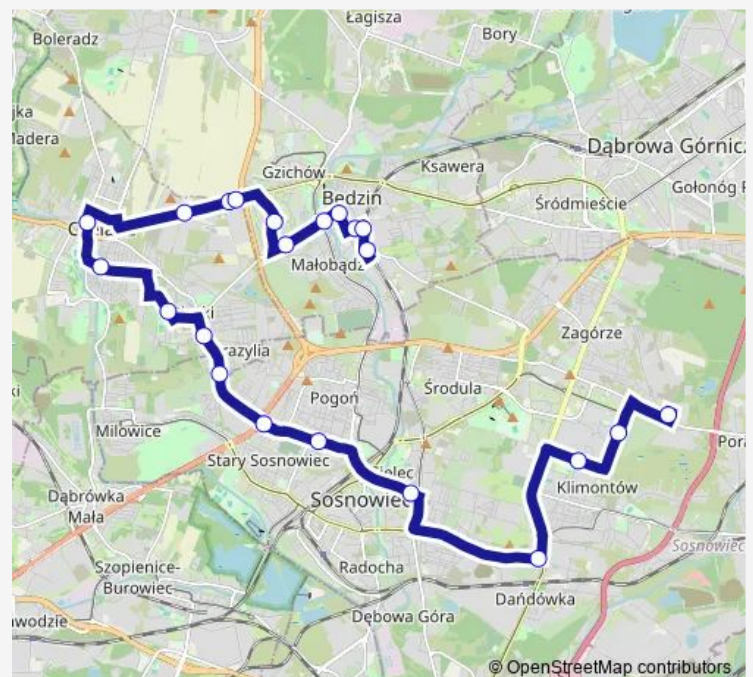 Łagisza
Bory
Boleradz
Dąbrowa Górnicz
Ksawera
Gzichów
Gołonóg
Będzin
Śródmieście
Małobądz
Zagórze
Środula
Pogoń
Milowice
Stary Sosnowiec
Klimontów
Dąbrówka
Mała
Sosnowiec
Sosnowiec
Szopienice-
Burowiec
Radocha
Dańdówka
Dębowa Góra
© OpenStreetMap contributors